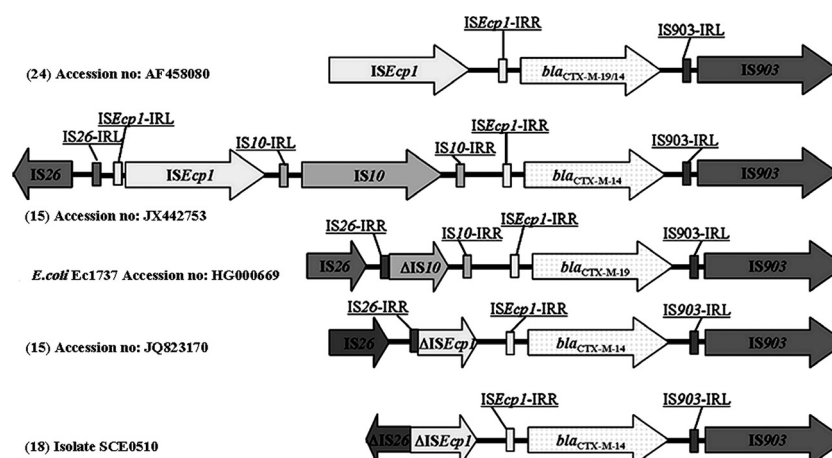 ISEcp1-IRR
IS903-IRL
(24) Accession no: AF458080
ISEcp1
blaCTX-M-19/14
IS903
ISEcp1-IRL
IS26-IRL
IS10-IRL
IS10-IRR
ISEcp1-IRR
IS903-IRL
IS26
ISEcp1
IS10
blaCTX-M-14
IS903
(15) Accession no: JX442753
IS26-IRR
IS10-IRR
ISEcp1-IRR
IS903-IRL
E.coli Ec1737 Accession no: HG000669
IS26
ΔIS10
blaCTX-M-19
IS903
IS26-IRR
ISEcp1-IRR
IS903-IRL
(15) Accession no: JQ823170
IS26
ΔISEcp1
blaCTX-M-14
IS903
ISEcp1-IRR
IS903-IRL
(18) Isolate SCE0510
ΔIS26
ΔISEcp1
blaCTX-M-14
IS903